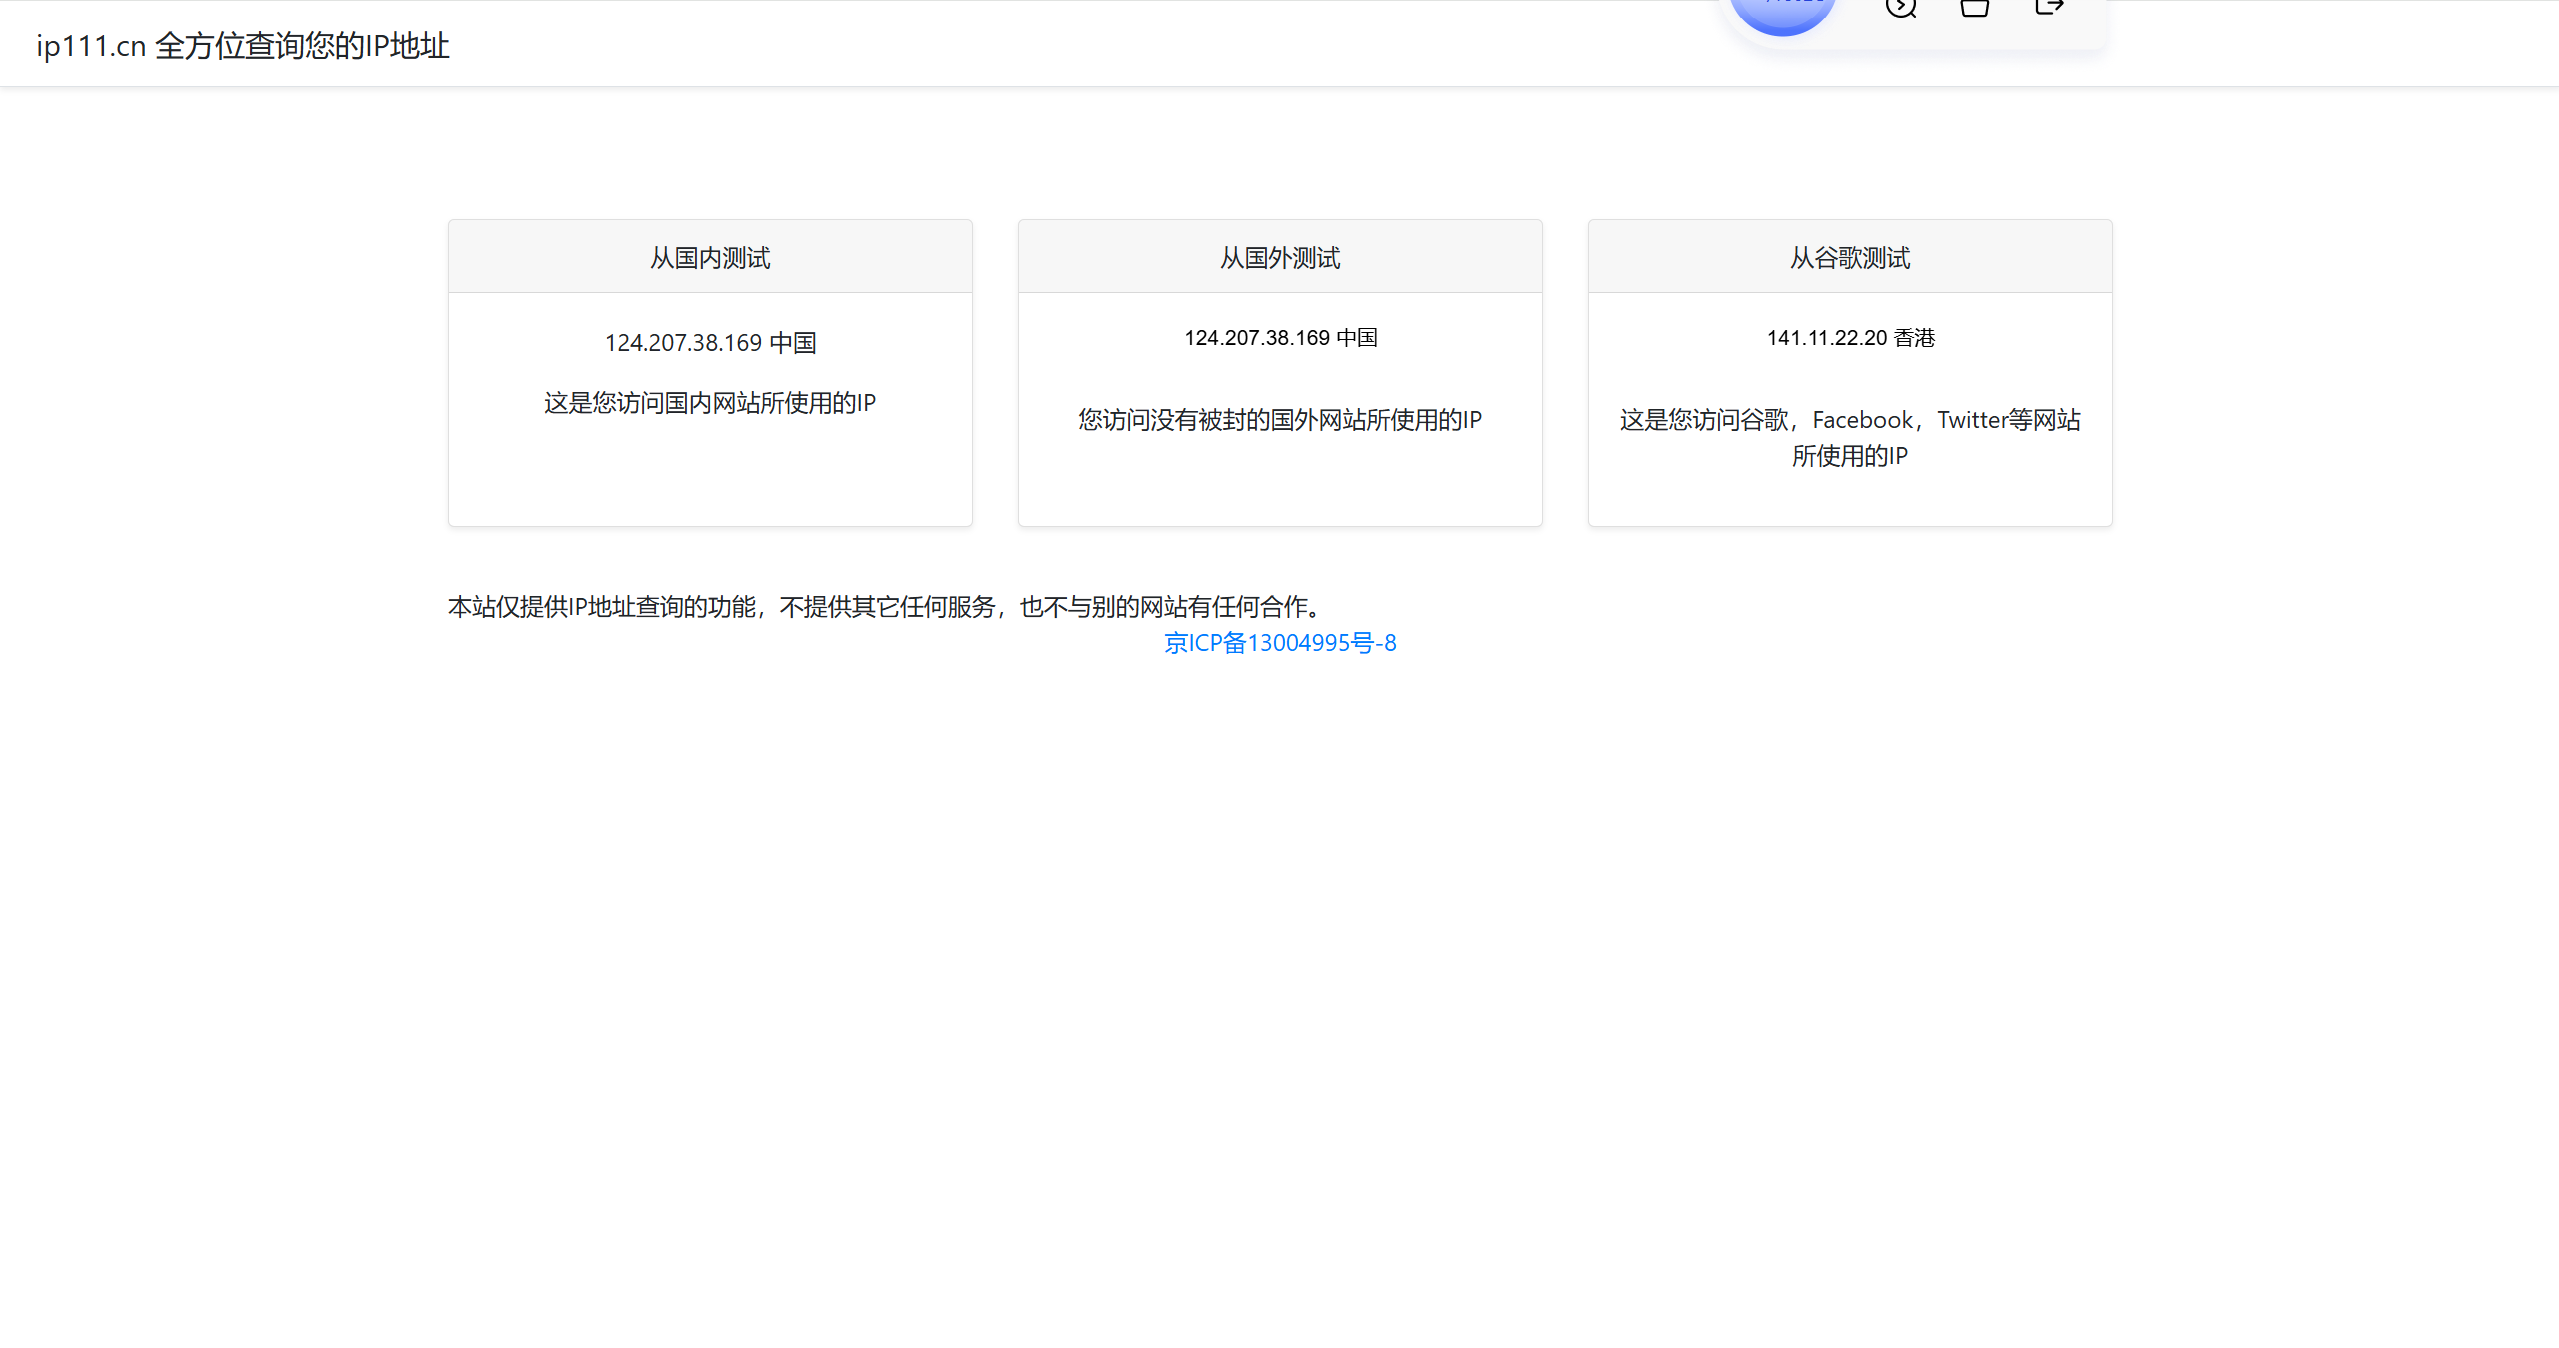 ip111.cn 全方位查询您的IP地址
从国内测试
124.207.38.169 中国
这是您访问国内网站所使用的IP
从国外测试
124.207.38.169 中国
您访问没有被封的国外网站所使用的IP
从谷歌测试
141.11.22.20 香港
这是您访问谷歌，Facebook，Twitter等网站
所使用的IP
本站仅提供IP地址查询的功能，不提供其它任何服务，也不与别的网站有任何合作。
京ICP备13004995号-8